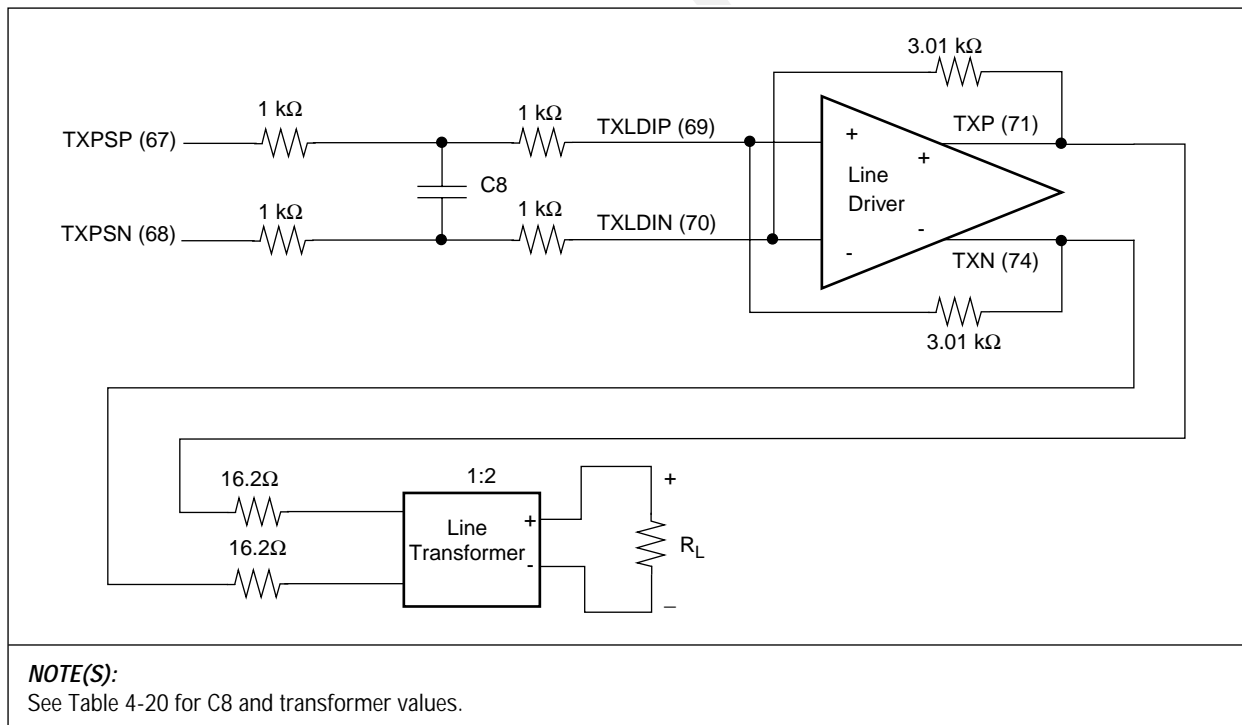 3.01 kΩ
1 kΩ
1 kΩ
TXPSP (67)
TXLDIP (69)
TXP (71)
+
+
C8
Line
Driver
1 kΩ
1 kΩ
TXPSN (68)
TXLDIN (70)
-
-
TXN (74)
3.01 kΩ
16.2Ω
1:2
+
Line
Transformer
+
-
16.2Ω
RL
–
NOTE(S):
See Table 4-20 for C8 and transformer values.